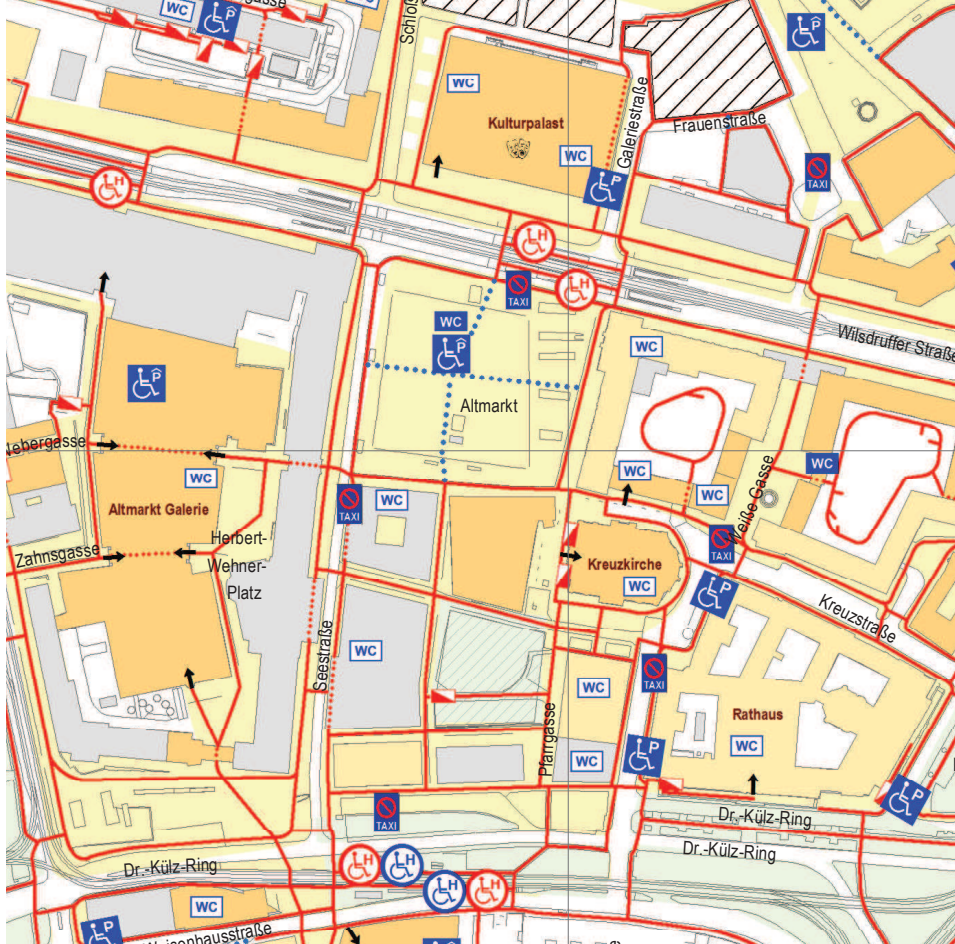 WC
P
WC
Schloß
P
WC
Kulturpalast
WC
Galeriestraße
Frauenstraße
TAXI
P
H
H
H
TAXI
WC
P
Altmarkt
WC
Wilsdruffer Straße
P
Webergasse
WC
Altmarkt Galerie
Zahnsgasse
Herbert-
Wehner-
Platz
TAXI
WC
WC
WC
WC
Weiße Gasse
TAXI
Kreuzkirche
WC
P
Kreuzstraße
Seestraße
WC
WC
TAXI
Rathaus
WC
Pfarrgasse
WC
P
P
TAXI
Dr.-Külz-Ring
Dr.-Külz-Ring
Dr.-Külz-Ring
H
H
H
H
WC
P
Waisenhausstraße
P